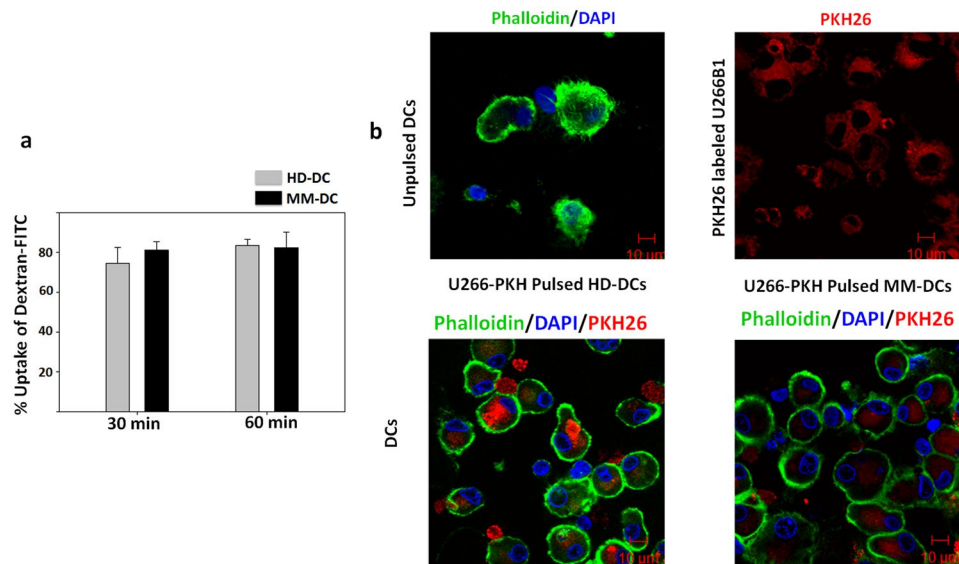 a
HD-DC
MM-DC
% Uptake of Dextran-FITC
80
60
40
20
30 min
60 min
b
Phalloidin/DAPI
Unpulsed DCs
10 µm
PKH26
PKH26 labeled U266B1
10 µm
U266-PKH Pulsed HD-DCs
Phalloidin/DAPI/PKH26
DCs
10 µm
U266-PKH Pulsed MM-DCs
Phalloidin/DAPI/PKH26
10 µm